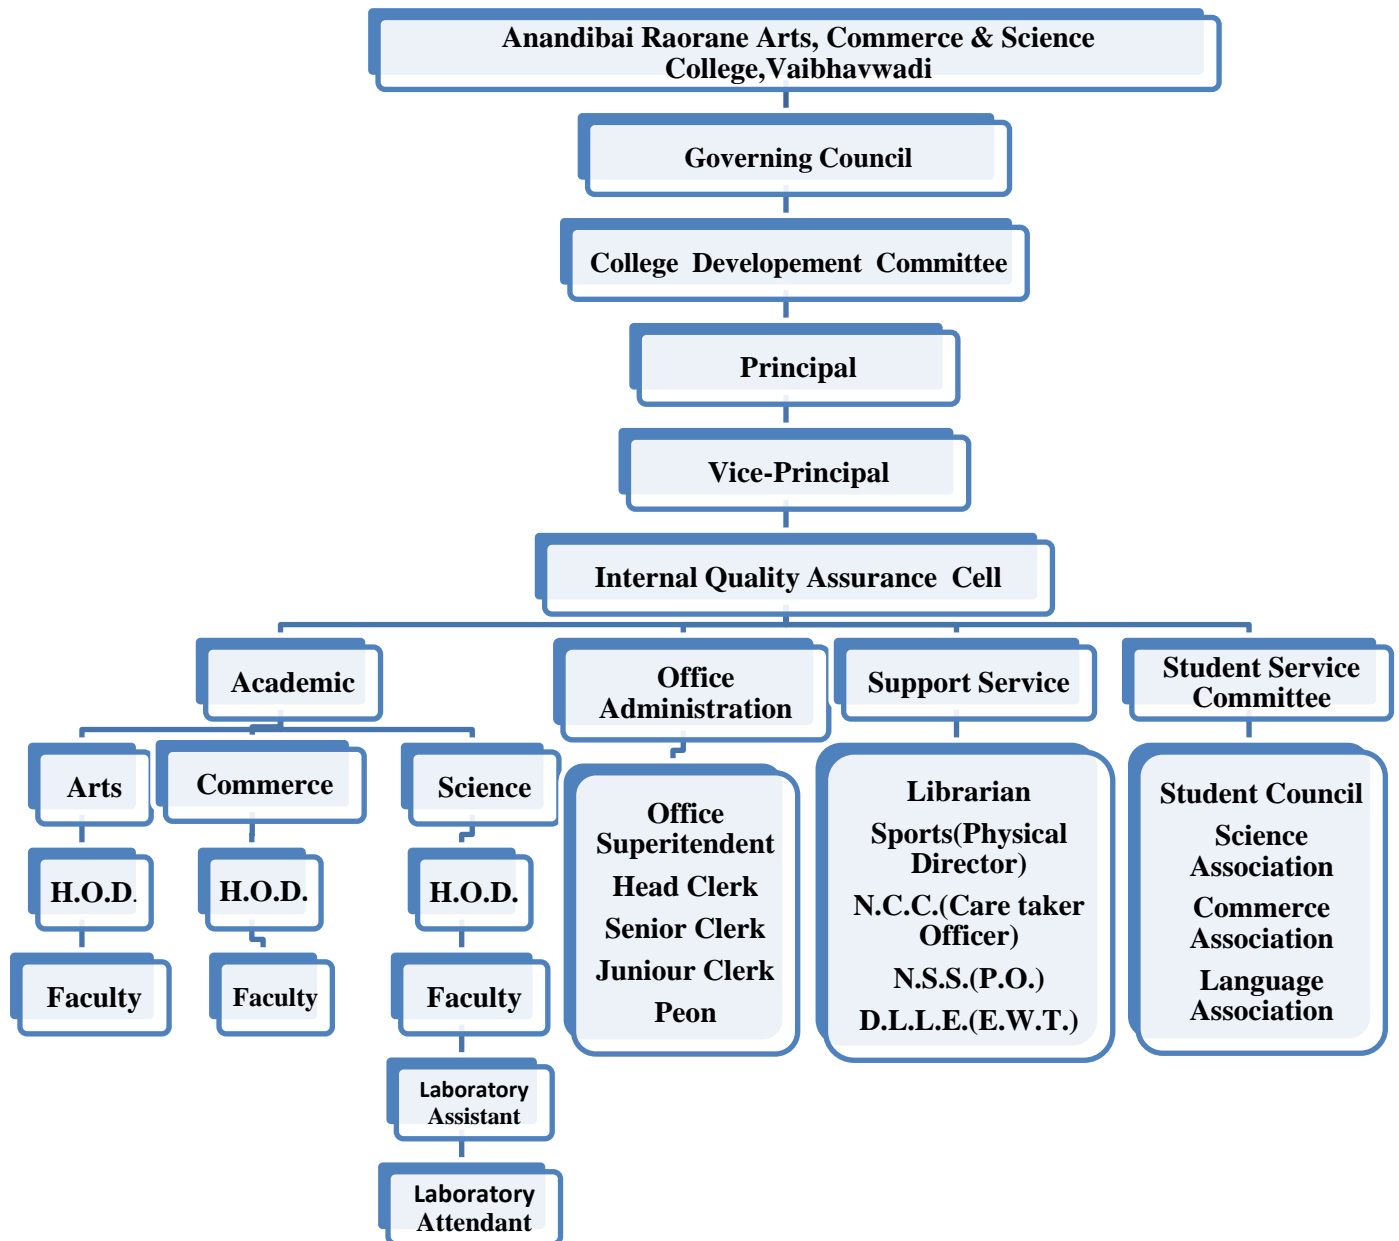 Anandibai Raorane Arts, Commerce & Science
College,Vaibhavwadi
Governing Council
College Developement Committee
Principal
Vice-Principal
Internal Quality Assurance Cell
Academic
Office
Administration
Support Service
Student Service
Committee
Arts
Commerce
Science
H.O.D.
H.O.D.
H.O.D.
Faculty
Faculty
Faculty
Laboratory
Assistant
Laboratory
Attendant
Office
Superitendent
Head Clerk
Senior Clerk
Juniour Clerk
Peon
Librarian
Sports(Physical
Director)
N.C.C.(Care taker
Officer)
N.S.S.(P.O.)
D.L.L.E.(E.W.T.)
Student Council
Science
Association
Commerce
Association
Language
Association